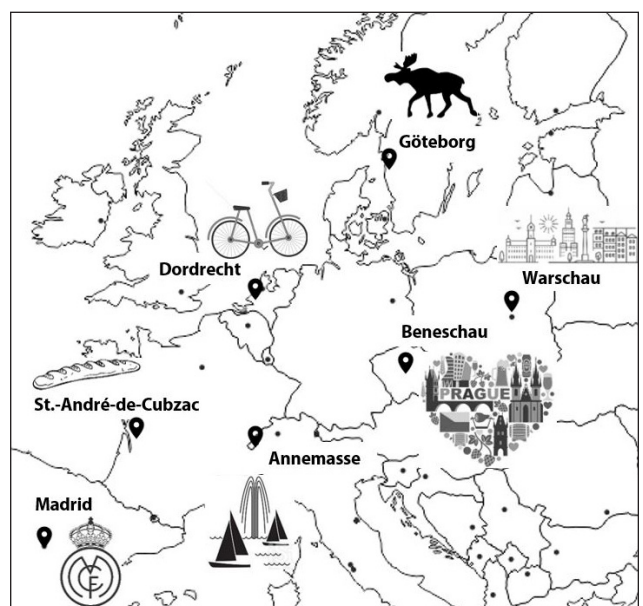 Göteborg
Dordrecht
Warschau
Beneschau
PRAGUE
St.-André-de-Cubzac
Annemasse
Madrid